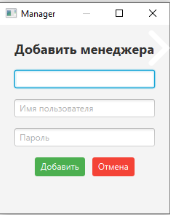 Manager
Добавить менеджера
Имя пользователя
Пароль
Добавить
Отмена